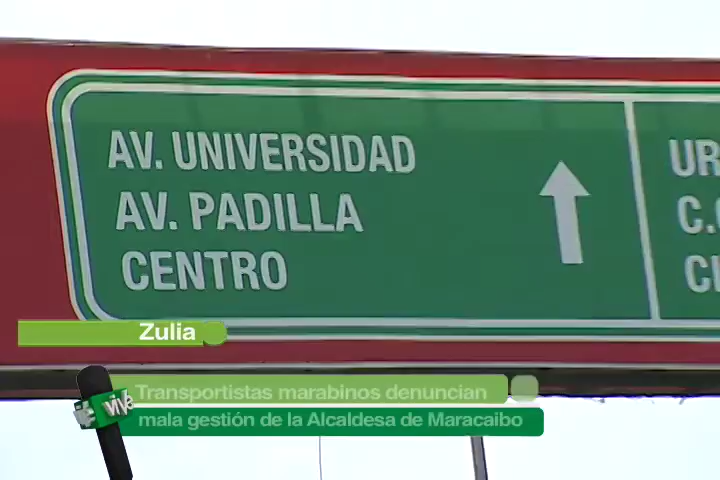 AV. UNIVERSIDAD
AV. PADILLA
CENTRO
Zulia
Transportistas marabinos denuncian
mala gestión de la Alcaldesa de Maracaibo